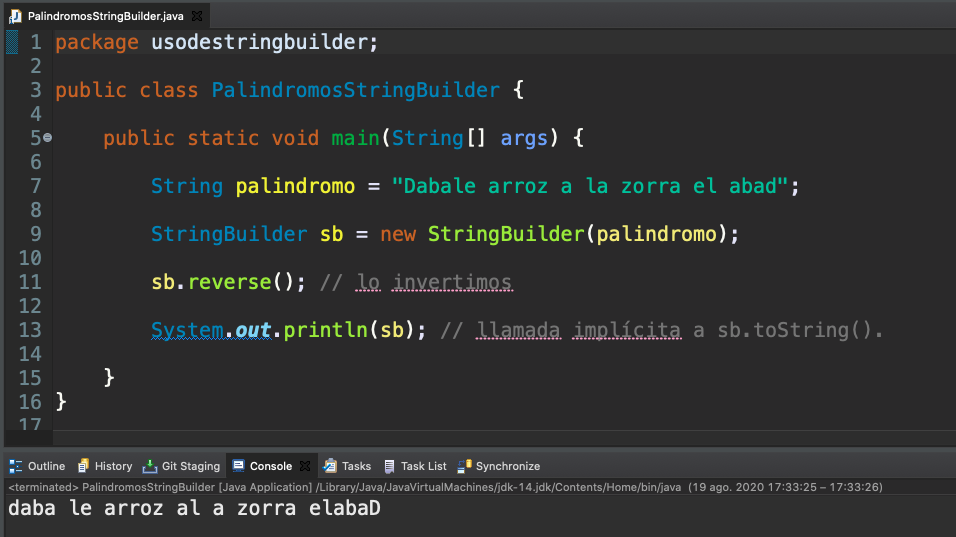 PalindromosStringBuilder.java
1 package usodestringbuilder;
2
3 public class PalindromosStringBuilder {
4
5 public static void main(String[] args) {
6
7 String palindromo = "Dabale arroz a la zorra el abad";
8
9 StringBuilder sb = new StringBuilder(palindromo);
10
11 sb.reverse(); // lo invertimos
12
13 System.out.println(sb); // llamada implícita a sb.toString().
14
15 }
16 }
17
Outline History Git Staging Console Tasks Task List Synchronize
<terminated> PalindromosStringBuilder [Java Application] /Library/Java/JavaVirtualMachines/jdk-14.jdk/Contents/Home/bin/java (19 ago. 2020 17:33:25 – 17:33:26)
daba le arroz al a zorra elabaD